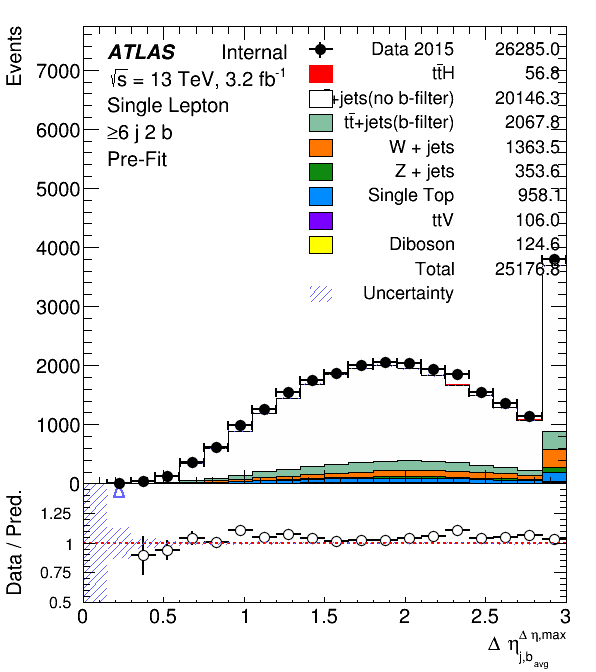 Events
7000
6000
5000
4000
3000
2000
1000
0
ATLAS Internal
√s = 13 TeV, 3.2 fb-1
Single Lepton
≥6 j 2 b
Pre-Fit
Data 2015 26285.0
tt̄H 56.8
+jets(no b-filter) 20146.3
tt̄+jets(b-filter) 2067.8
W + jets 1363.5
Z + jets 353.6
Single Top 958.1
ttV 106.0
Diboson 124.6
Total 25176.8
Uncertainty
Data / Pred.
1.25
1
0.75
0.5
0 0.5 1 1.5 2 2.5 3
Δ η j,b avg Δ η,max